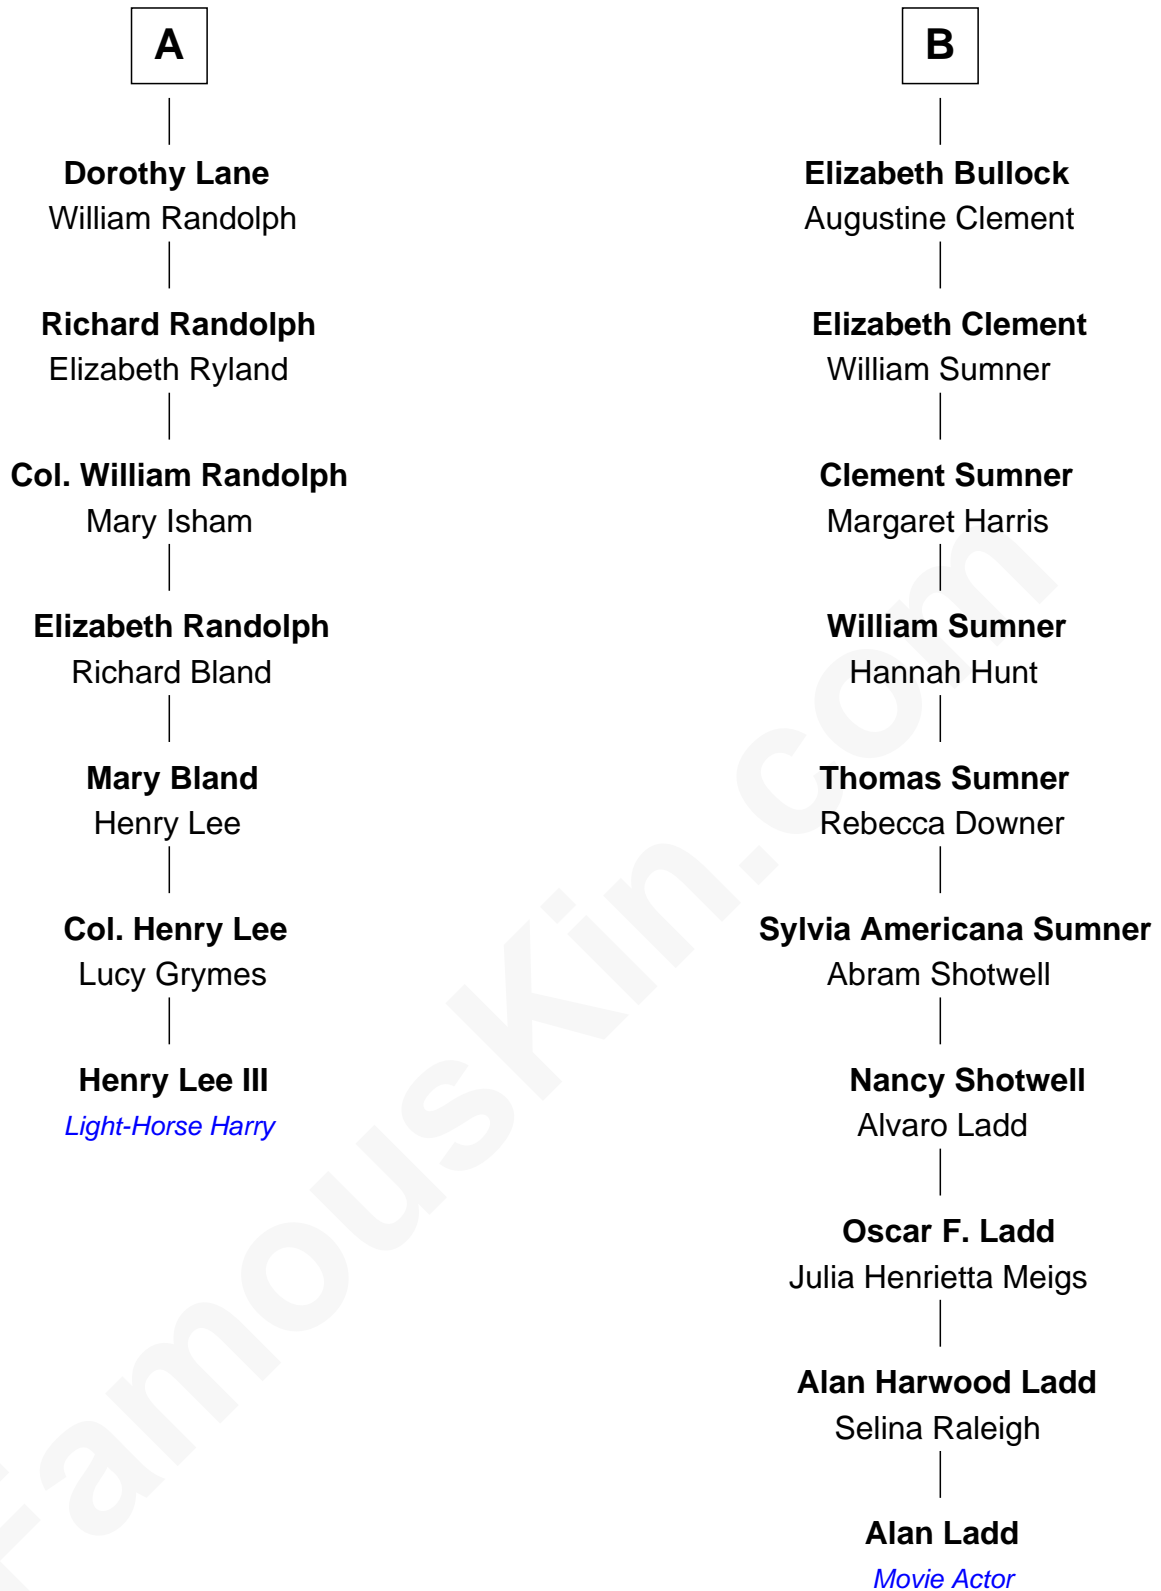 A
Dorothy Lane
William Randolph
Richard Randolph
Elizabeth Ryland
Col. William Randolph
Mary Isham
Elizabeth Randolph
Richard Bland
Mary Bland
Henry Lee
Col. Henry Lee
Lucy Grymes
Henry Lee III
Light-Horse Harry
B
Elizabeth Bullock
Augustine Clement
Elizabeth Clement
William Sumner
Clement Sumner
Margaret Harris
William Sumner
Hannah Hunt
Thomas Sumner
Rebecca Downer
Sylvia Americana Sumner
Abram Shotwell
Nancy Shotwell
Alvaro Ladd
Oscar F. Ladd
Julia Henrietta Meigs
Alan Harwood Ladd
Selina Raleigh
Alan Ladd
Movie Actor
FamousKin.com